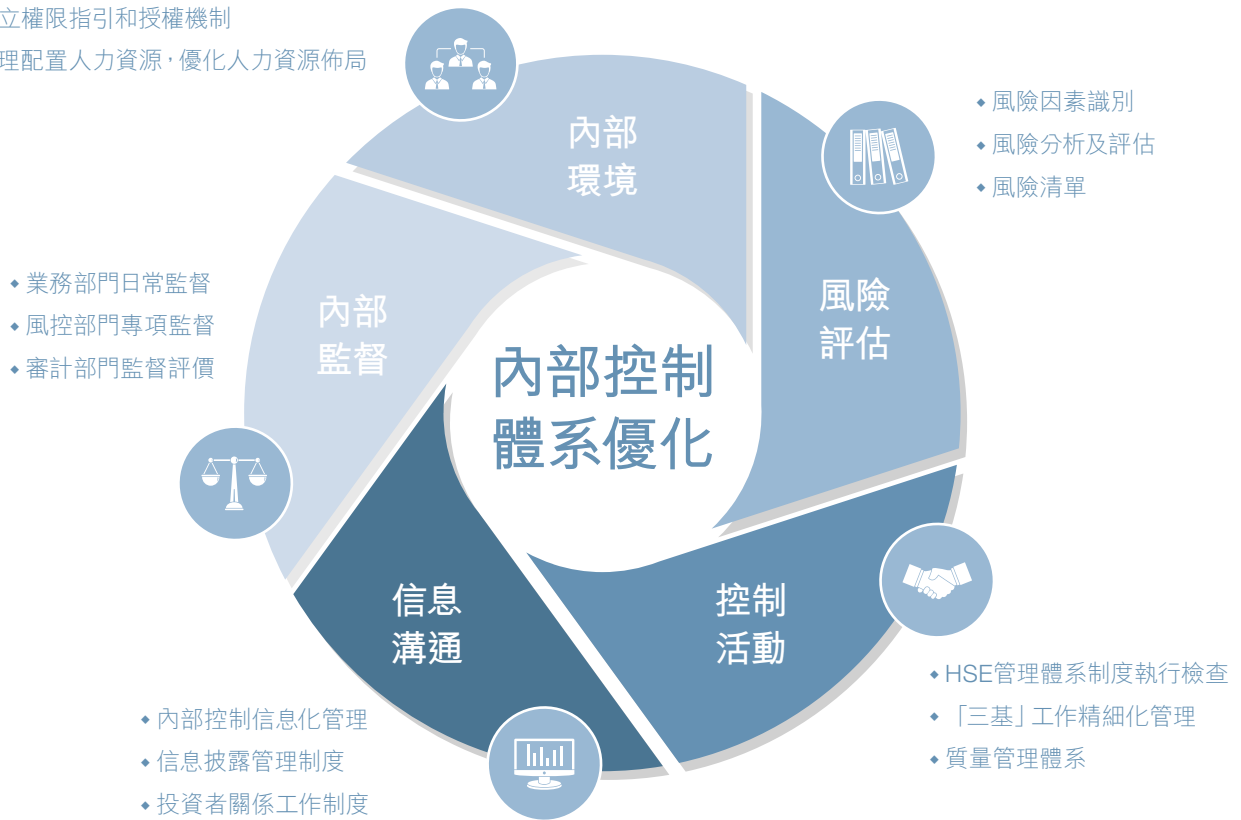 立權限指引和授權機制
理配置人力資源，優化人力資源佈局
內部
環境
風險因素識別
風險分析及評估
風險清單
風險
評估
業務部門日常監督
風控部門專項監督
審計部門監督評價
內部
監督
內部控制
體系優化
信息
溝通
控制
活動
HSE管理體系制度執行檢查
「三基」工作精細化管理
質量管理體系
內部控制信息化管理
信息披露管理制度
投資者關係工作制度